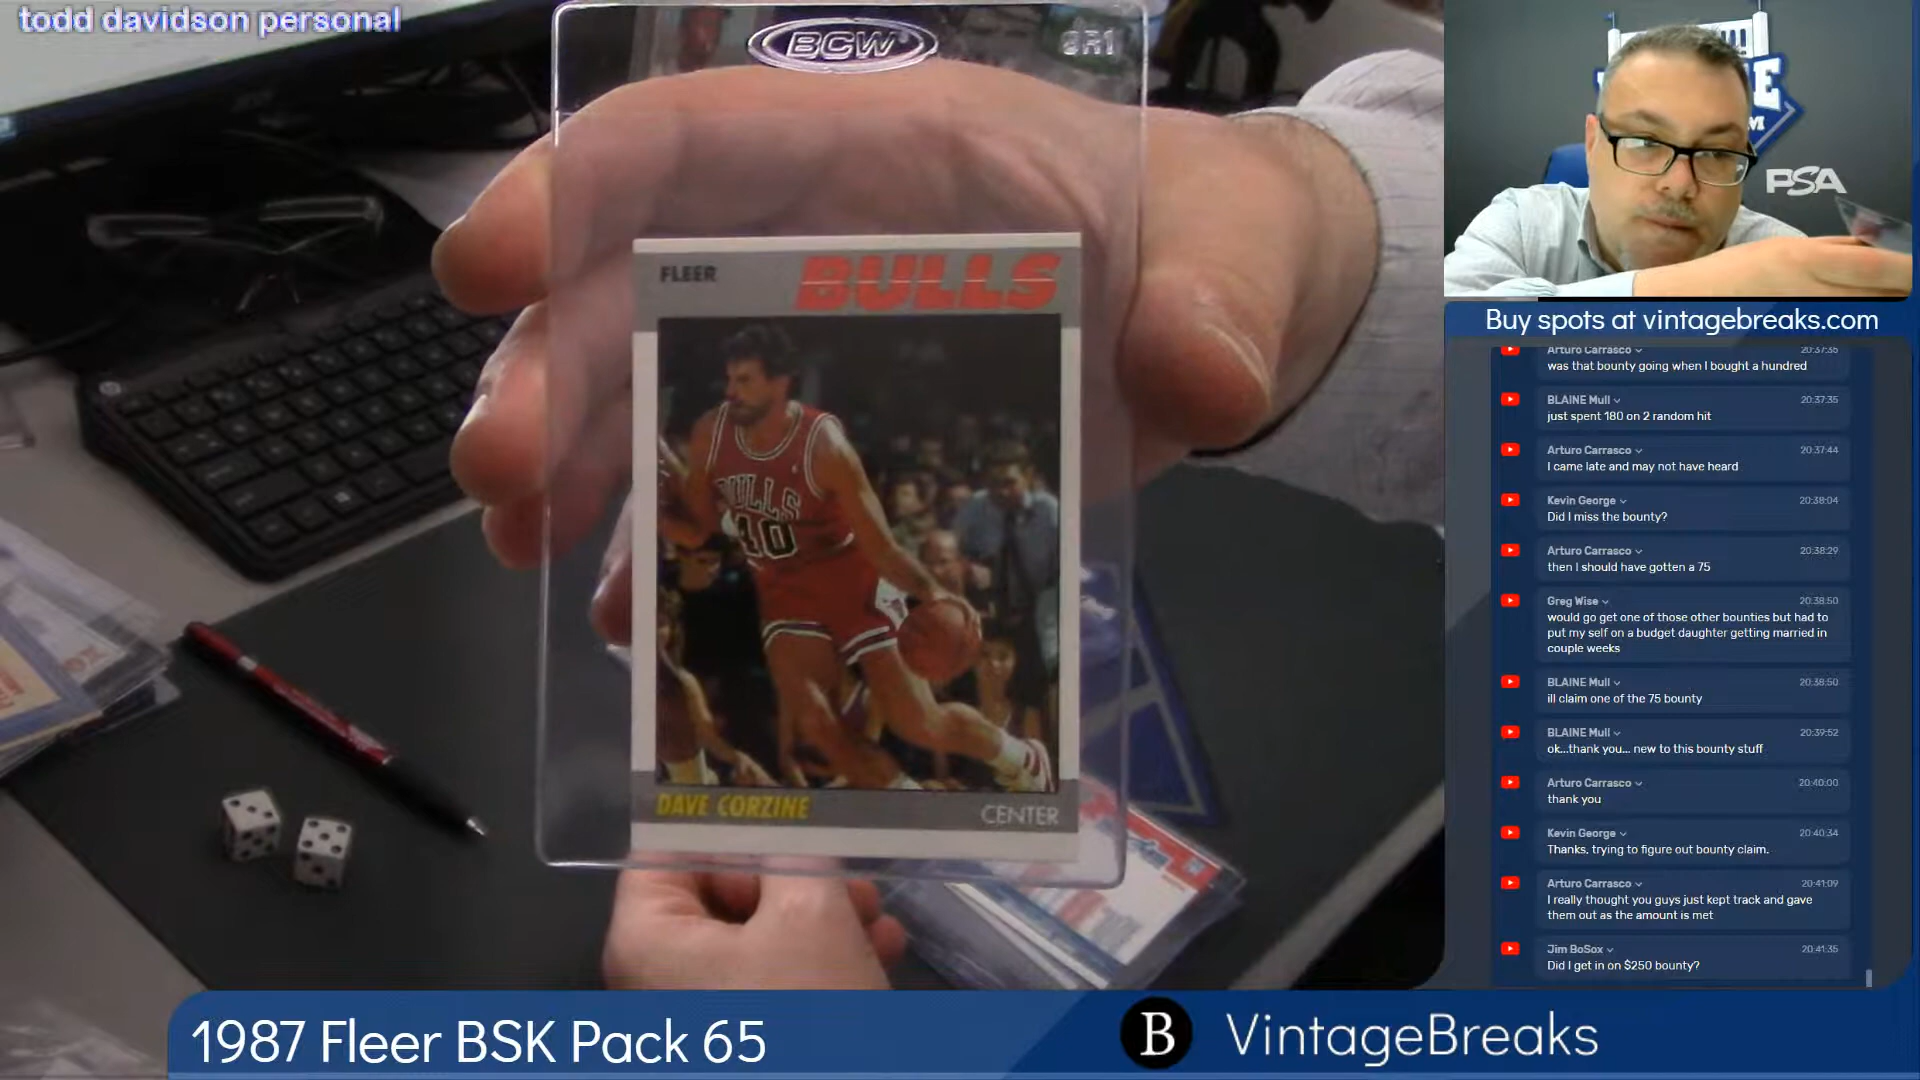 todd davidson personal
BCW
FLEER
BULLS
BULLS
40
DAVE CORZINE
CENTER
PSA
Buy spots at vintagebreaks.com
Arturo Carrasco 20:37:35
was that bounty going when I bought a hundred
BLAINE Mull 20:37:35
just spent 180 on 2 random hit
Arturo Carrasco 20:37:44
I came late and may not have heard
Kevin George 20:38:04
Did I miss the bounty?
Arturo Carrasco 20:38:29
then I should have gotten a 75
Greg Wise 20:38:50
would go get one of those other bounties but had to
put my self on a budget daughter getting married in
couple weeks
BLAINE Mull 20:38:50
ill claim one of the 75 bounty
BLAINE Mull 20:39:52
ok...thank you... new to this bounty stuff
Arturo Carrasco 20:40:00
thank you
Kevin George 20:40:34
Thanks. trying to figure out bounty claim.
Arturo Carrasco 20:41:09
I really thought you guys just kept track and gave
them out as the amount is met
Jim BoSox 20:41:35
Did I get in on $250 bounty?
1987 Fleer BSK Pack 65
B VintageBreaks